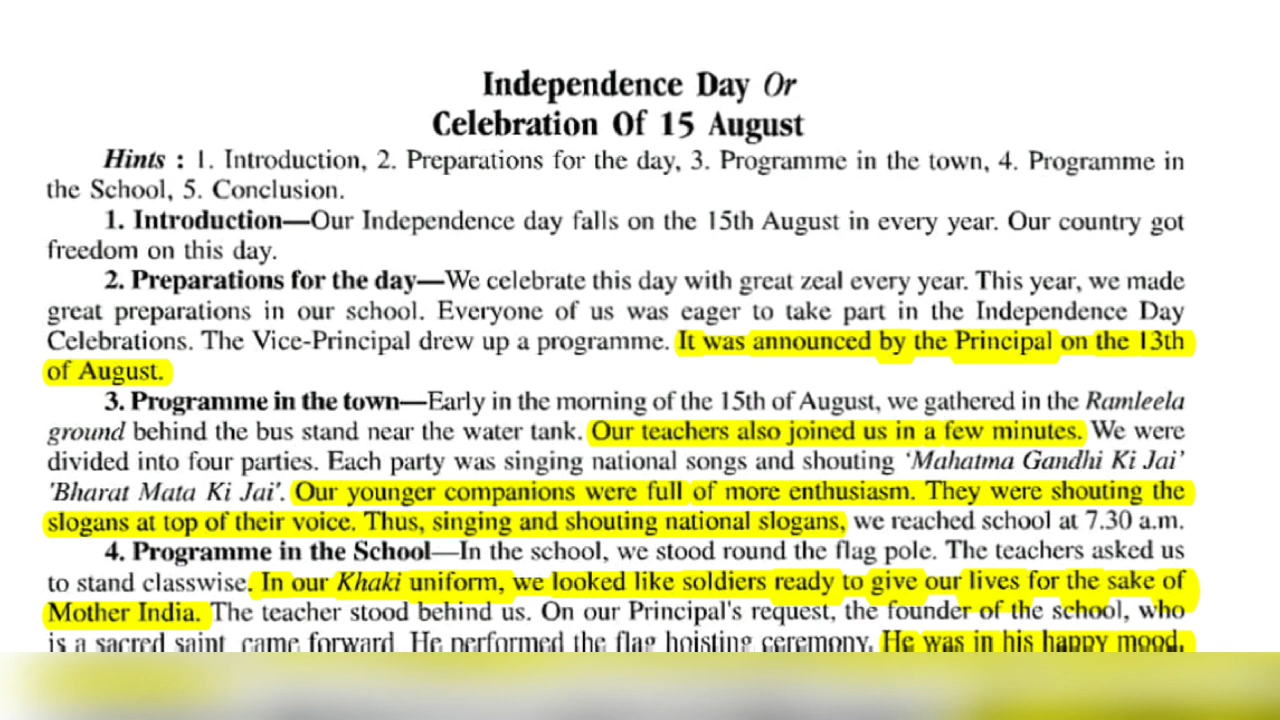 Independence Day Or
Celebration Of 15 August
Hints : 1. Introduction, 2. Preparations for the day, 3. Programme in the town, 4. Programme in
the School, 5. Conclusion.
1. Introduction—Our Independence day falls on the 15th August in every year. Our country got
freedom on this day.
2. Preparations for the day—We celebrate this day with great zeal every year. This year, we made
great preparations in our school. Everyone of us was eager to take part in the Independence Day
Celebrations. The Vice-Principal drew up a programme. It was announced by the Principal on the 13th
of August.
3. Programme in the town—Early in the morning of the 15th of August, we gathered in the Ramleela
ground behind the bus stand near the water tank. Our teachers also joined us in a few minutes. We were
divided into four parties. Each party was singing national songs and shouting ‘Mahatma Gandhi Ki Jai’
'Bharat Mata Ki Jai'. Our younger companions were full of more enthusiasm. They were shouting the
slogans at top of their voice. Thus, singing and shouting national slogans, we reached school at 7.30 a.m.
4. Programme in the School—In the school, we stood round the flag pole. The teachers asked us
to stand classwise. In our Khaki uniform, we looked like soldiers ready to give our lives for the sake of
Mother India. The teacher stood behind us. On our Principal's request, the founder of the school, who
is a sacred saint, came forward. He performed the flag hoisting ceremony. He was in his happy mood.